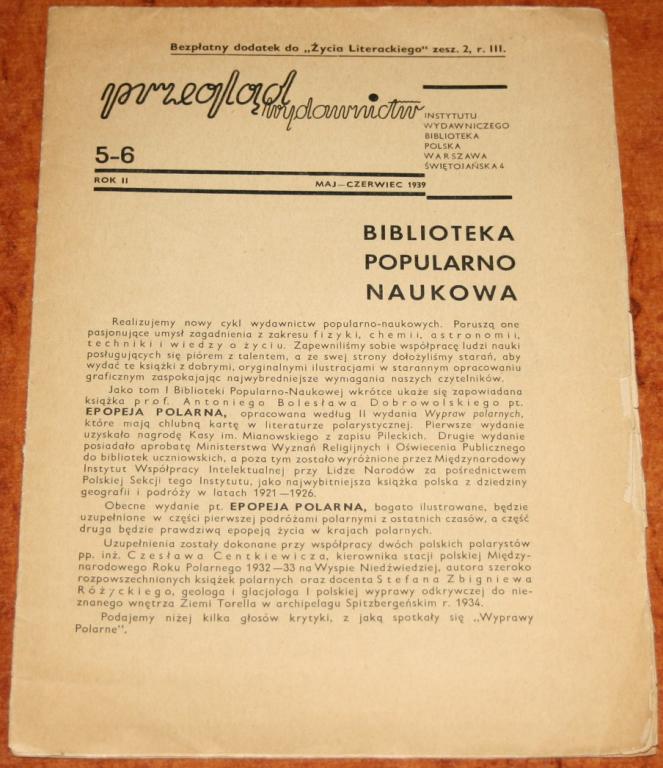 Bezpłatny dodatek do „Życia Literackiego" zesz. 2, r. III.
przegląd wydawnictw
INSTYTUTU
WYDAWNICZEGO
BIBLIOTEKA
POLSKA
WARSZAWA
ŚWIĘTOJAŃSKA 4
5-6
ROK II
MAJ—CZERWIEC 1939
BIBLIOTEKA
POPULARNO
NAUKOWA
Realizujemy nowy cykl wydawnictw popularno-naukowych. Poruszą one
pasjonujące umysł zagadnienia z zakresu fizyki, chemii, astronomii,
techniki i wiedzy o życiu. Zapewniliśmy sobie współpracę ludzi nauki
posługujących się piórem z talentem, a ze swej strony dołożyliśmy starań, aby
wydać te książki z dobrymi, oryginalnymi ilustracjami w starannym opracowaniu
graficznym zaspokajając najwybredniejsze wymagania naszych czytelników.
Jako tom I Biblioteki Popularno-Naukowej wkrótce ukaże się zapowiadana
książka prof. Antoniego Bolesława Dobrowolskiego pt.
EPOPEJA POLARNA, opracowana według II wydania Wypraw polarnych,
które mają chlubną kartę w literaturze polarystycznej. Pierwsze wydanie
uzyskało nagrodę Kasy im. Mianowskiego z zapisu Pileckich. Drugie wydanie
posiadało aprobatę Ministerstwa Wyznań Religijnych i Oświecenia Publicznego
do bibliotek uczniowskich, a poza tym zostało wyróżnione przez Międzynarodowy
Instytut Współpracy Intelektualnej przy Lidze Narodów za pośrednictwem
Polskiej Sekcji tego Instytutu, jako najwybitniejsza książka polska z dziedziny
geografii i podróży w latach 1921—1926.
Obecne wydanie pt. EPOPEJA POLARNA, bogato ilustrowane, będzie
uzupełnione w części pierwszej podróżami polarnymi z ostatnich czasów, a część
druga będzie prawdziwą epopeją życia w krajach polarnych.
Uzupełnienia zostały dokonane przy współpracy dwóch polskich polarystów
pp. inż. Czesława Centkiewicza, kierownika stacji polskiej Między-
narodowego Roku Polarnego 1932—33 na Wyspie Niedźwiedziej, autora szeroko
rozpowszechnionych książek polarnych oraz docenta Stefana Zbigniewa
Różyckiego, geologa i glacjologa I polskiej wyprawy odkrywczej do nie-
znanego wnętrza Ziemi Torella w archipelagu Spitzbergeńskim r. 1934.
Podajemy niżej kilka głosów krytyki, z jaką spotkały się „Wyprawy
Polarne".